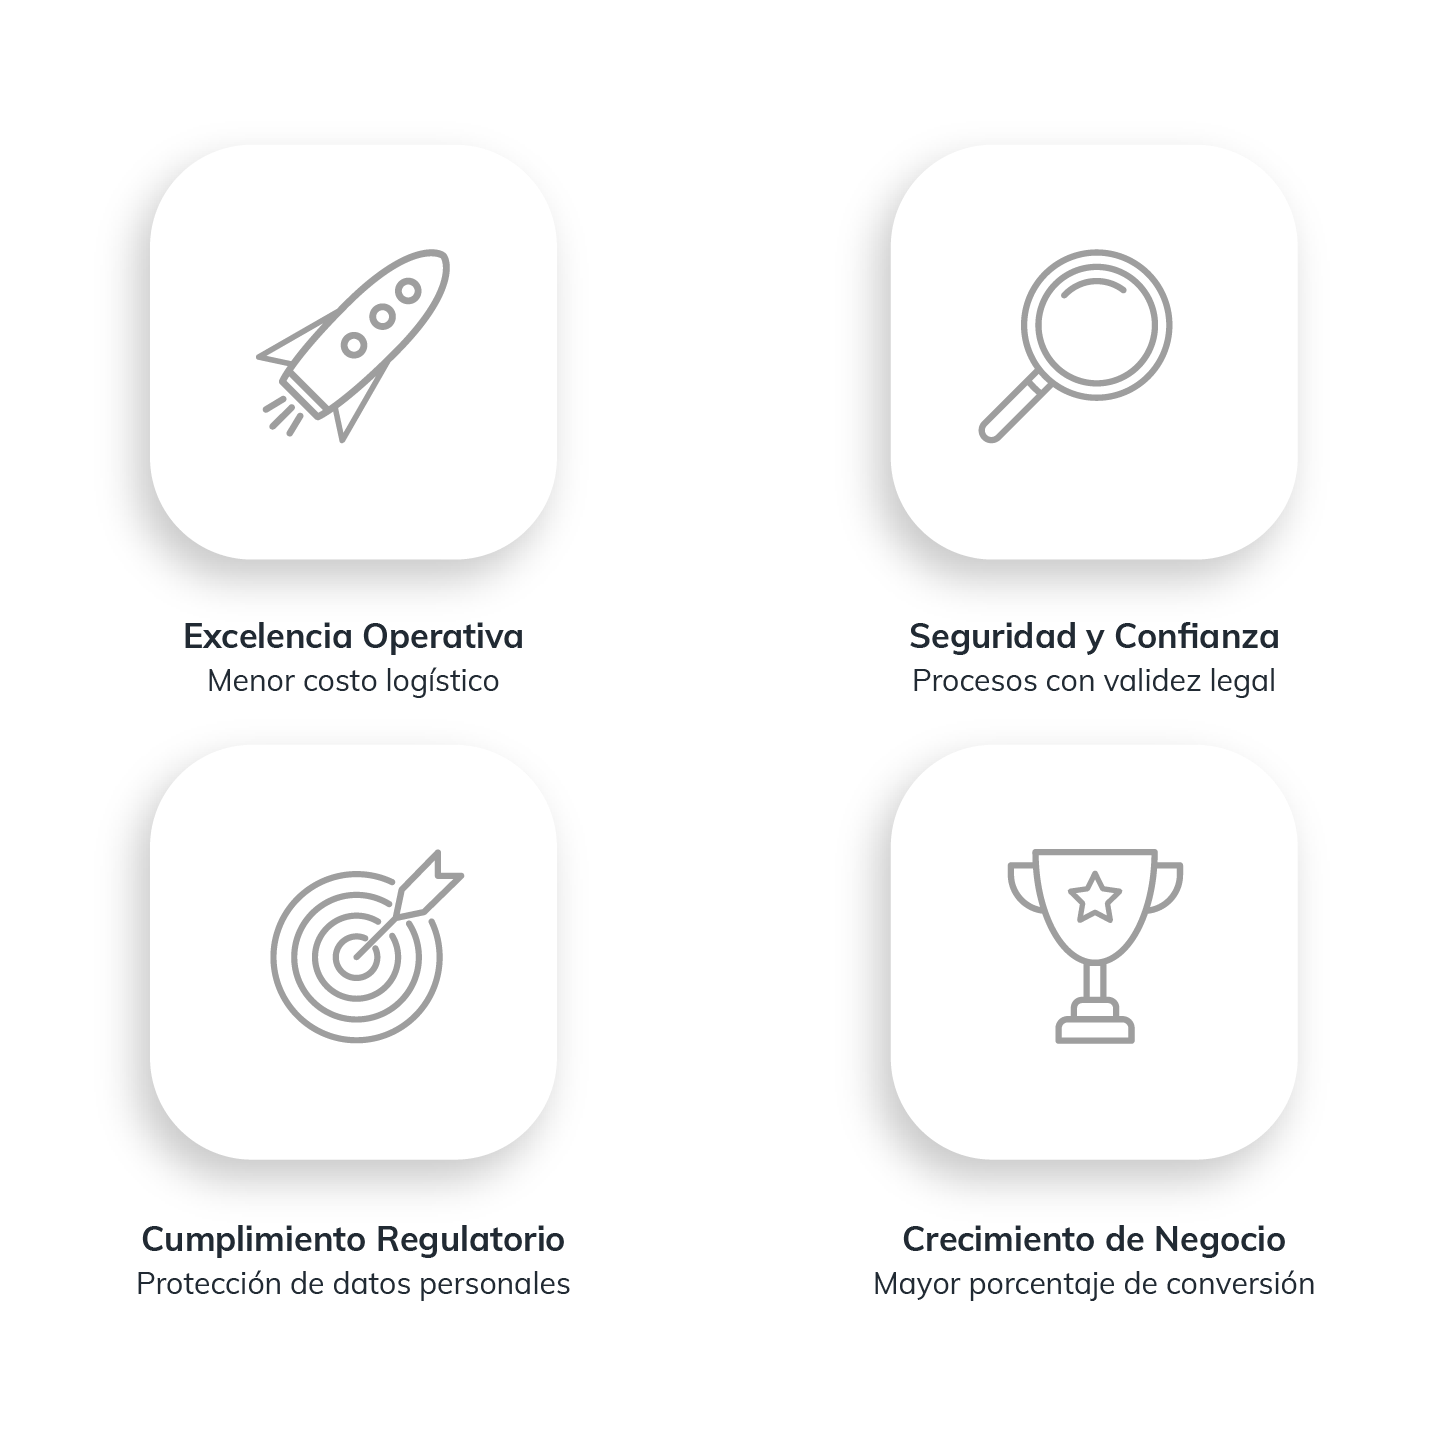 Excelencia Operativa
Menor costo logístico
Seguridad y Confianza
Procesos con validez legal
Cumplimiento Regulatorio
Protección de datos personales
Crecimiento de Negocio
Mayor porcentaje de conversión